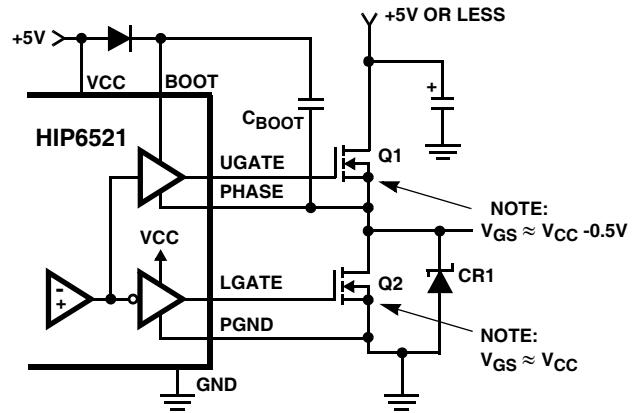 +5V OR LESS
+5V
VCC
BOOT
CBOOT
HIP6521
+
Q1
UGATE
PHASE
NOTE:
VGS ≈ VCC -0.5V
VCC
Q2
CR1
LGATE
-
+
PGND
NOTE:
VGS ≈ VCC
GND